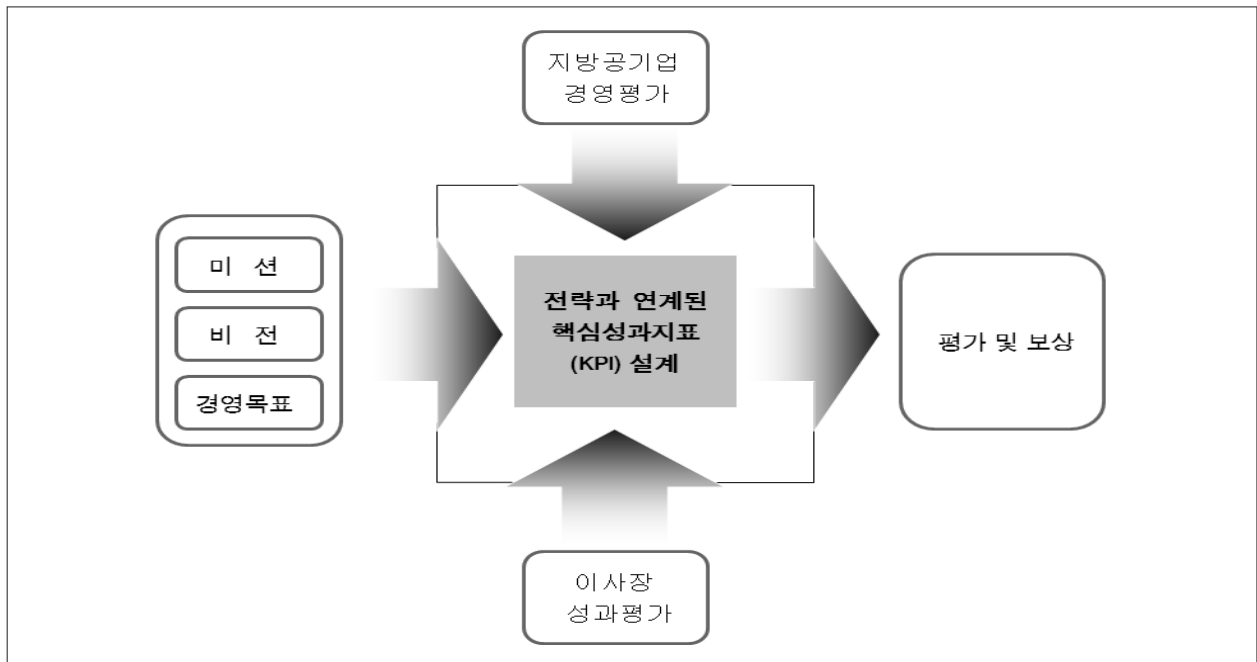 지방공기업
경영평가
미 션
비 전
경영목표
전략과 연계된
핵심성과지표
(KPI) 설계
평가 및 보상
이사장
성과평가